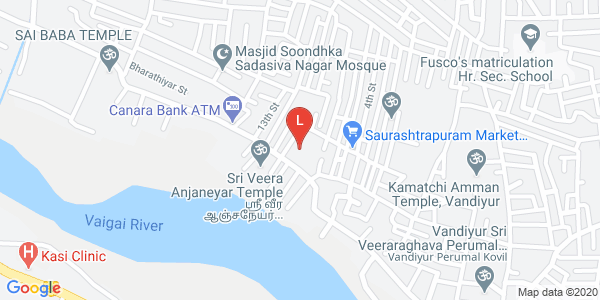 SAI BABA TEMPLE
Bharathiyar St
Masjid Soondhka
Sadasiva Nagar Mosque
Fusco's matriculation
Hr. Sec. School
Canara Bank ATM
13th St
4th St
L
Saurashtrapuram Market...
Sri Veera
Anjaneyar Temple
ஸ்ரீ வீர
ஆஞ்சநேயர்...
Kamatchi Amman
Temple, Vandiyur
Vaigai River
Vandiyur Sri
Veeraraghava Perumal...
Vandiyur Perumal Kovil
H
Kasi Clinic
Google
Map data ©2020